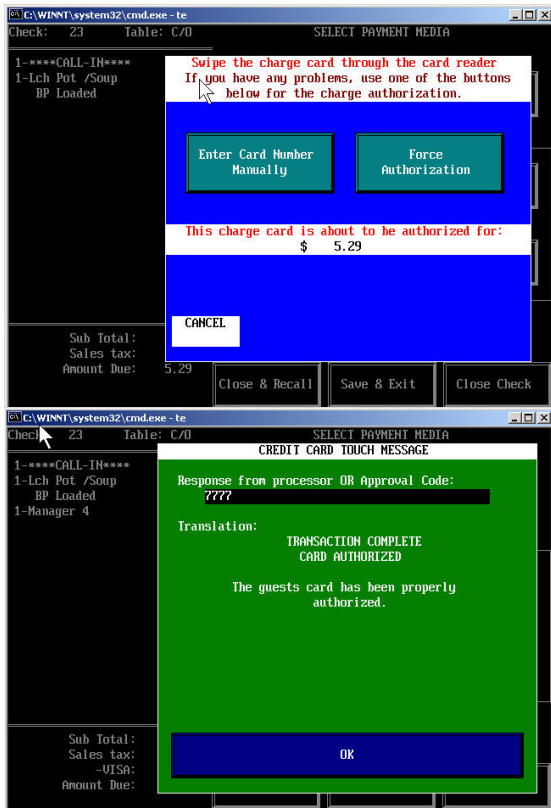 C:\WINNT\system32\cmd.exe - te
Check: 23 Table: C/O SELECT PAYMENT MEDIA
1-****CALL-IN****
1-Lch Pot /Soup
BP Loaded
Swipe the charge card through the card reader
If you have any problems, use one of the buttons
below for the charge authorization.
Enter Card Number
Manually
Force
Authorization
This charge card is about to be authorized for:
$ 5.29
CANCEL
Sub Total:
Sales tax:
Amount Due: 5.29
Close & Recall
Save & Exit
Close Check
C:\WINNT\system32\cmd.exe - te
Check 23 Table: C/O SELECT PAYMENT MEDIA
1-****CALL-IN****
1-Lch Pot /Soup
BP Loaded
1-Manager 4
CREDIT CARD TOUCH MESSAGE
Response from processor OR Approval Code:
7777
Translation:
TRANSACTION COMPLETE
CARD AUTHORIZED
The guests card has been properly
authorized.
OK
Sub Total:
Sales tax:
-VISA:
Amount Due: